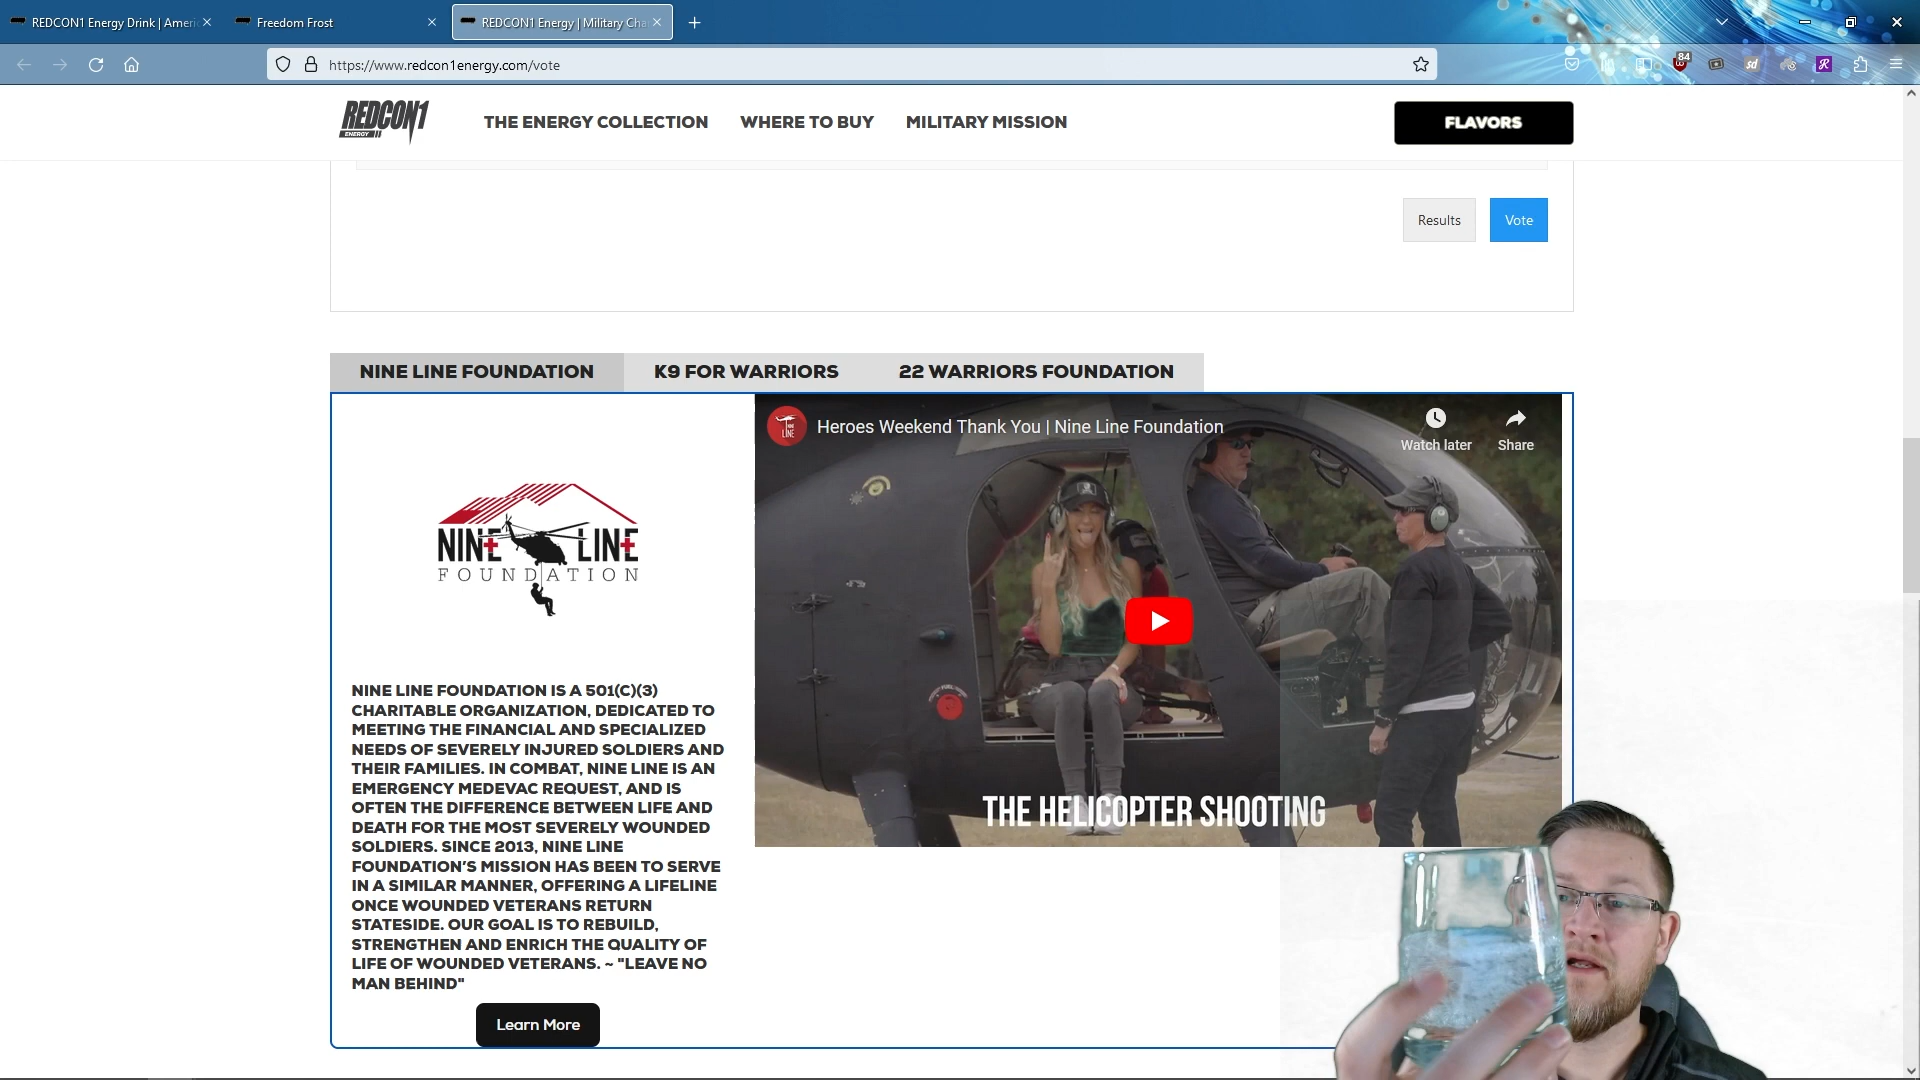 REDCON1 Energy Drink | Ameri
Freedom Frost
REDCON1 Energy | Military Cha
https://www.redcon1energy.com/vote
84
sd
R
REDCON1
ENERGY
THE ENERGY COLLECTION
WHERE TO BUY
MILITARY MISSION
FLAVORS
Results
Vote
NINE LINE FOUNDATION
K9 FOR WARRIORS
22 WARRIORS FOUNDATION
NINE LINE
Heroes Weekend Thank You | Nine Line Foundation
Watch later
Share
NINE LINE
FOUNDATION
THE HELICOPTER SHOOTING
NINE LINE FOUNDATION IS A 501(C)(3)
CHARITABLE ORGANIZATION, DEDICATED TO
MEETING THE FINANCIAL AND SPECIALIZED
NEEDS OF SEVERELY INJURED SOLDIERS AND
THEIR FAMILIES. IN COMBAT, NINE LINE IS AN
EMERGENCY MEDEVAC REQUEST, AND IS
OFTEN THE DIFFERENCE BETWEEN LIFE AND
DEATH FOR THE MOST SEVERELY WOUNDED
SOLDIERS. SINCE 2013, NINE LINE
FOUNDATION'S MISSION HAS BEEN TO SERVE
IN A SIMILAR MANNER, OFFERING A LIFELINE
ONCE WOUNDED VETERANS RETURN
STATESIDE. OUR GOAL IS TO REBUILD,
STRENGTHEN AND ENRICH THE QUALITY OF
LIFE OF WOUNDED VETERANS. ~ "LEAVE NO
MAN BEHIND"
Learn More